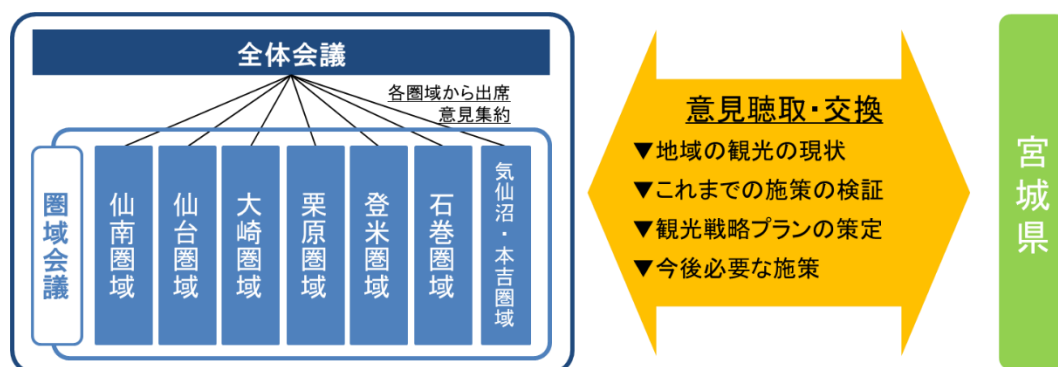 全体会議
各圏域から出席
意見集約
圏域会議
仙南圏域
仙台圏域
大崎圏域
栗原圏域
登米圏域
石巻圏域
気仙沼・本吉圏域
意見聴取・交換
▼地域の観光の現状
▼これまでの施策の検証
▼観光戦略プランの策定
▼今後必要な施策
宮城県